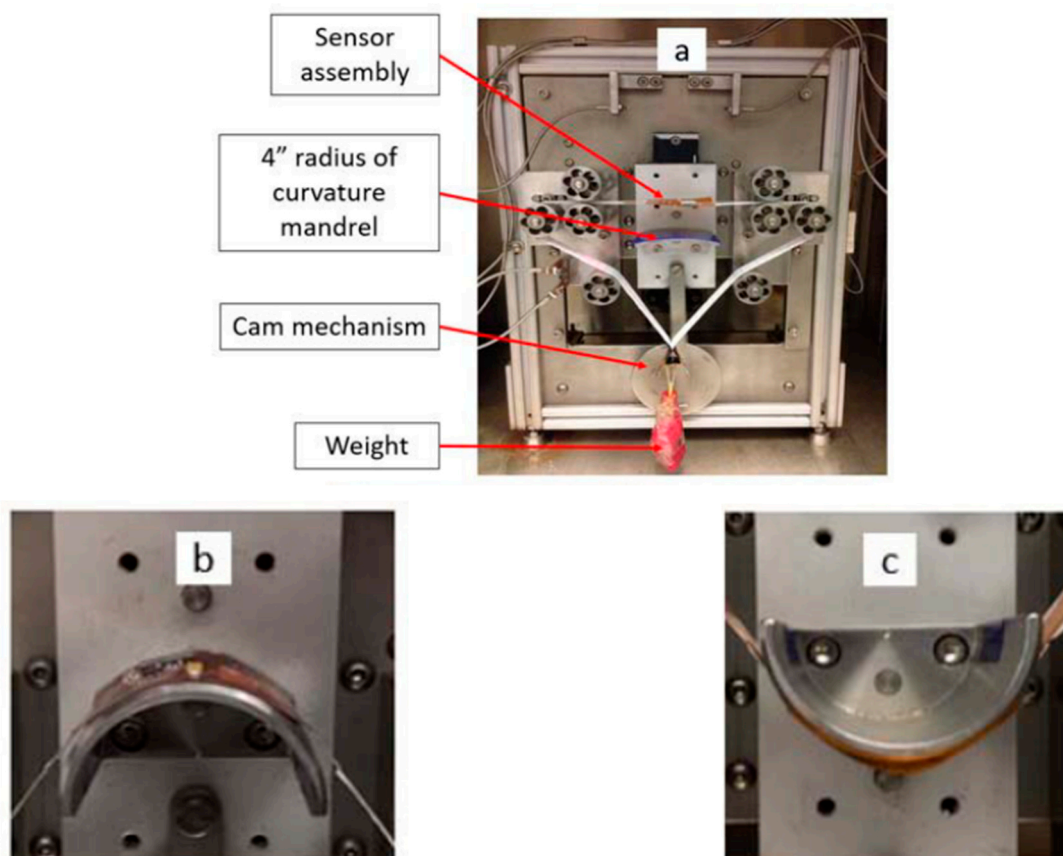 Sensor
assembly
a
4” radius of
curvature
mandrel
Cam mechanism
Weight
b
c